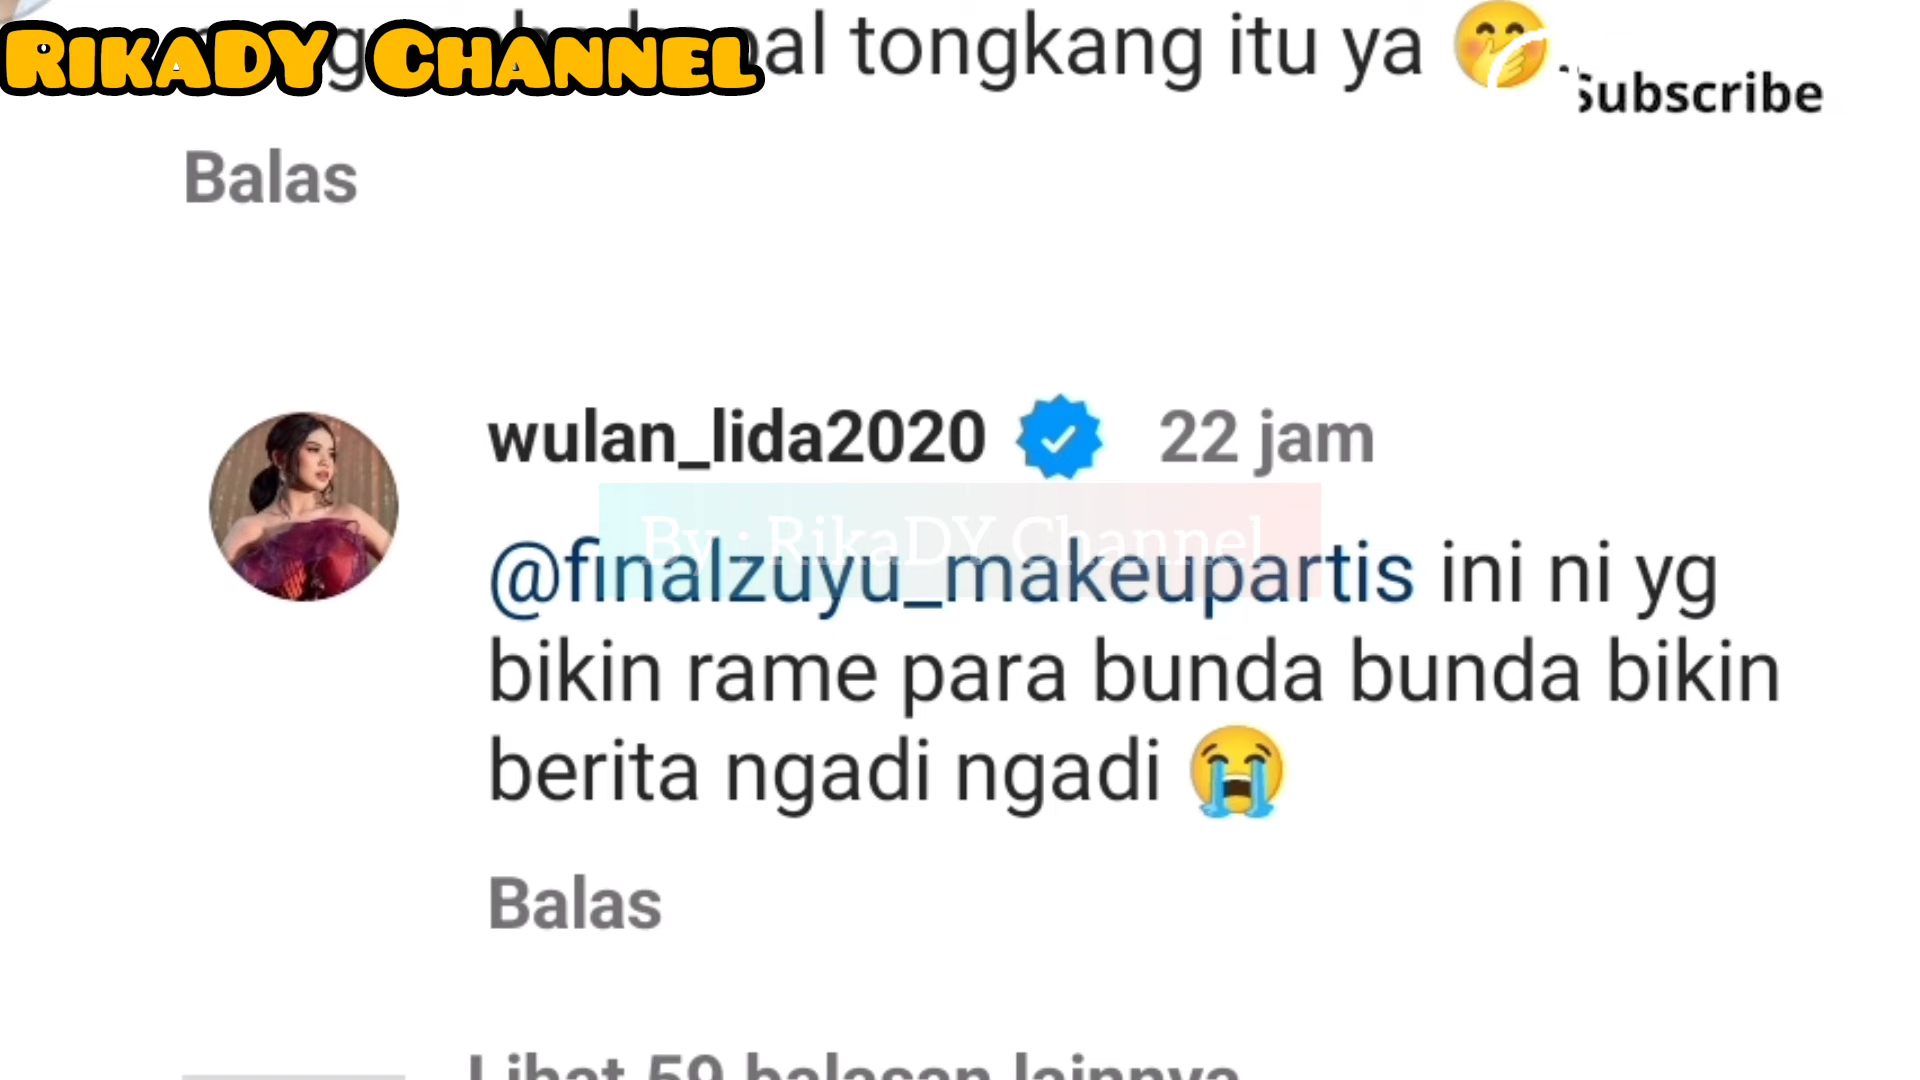 RIKADY CHANNEL
tongkang itu ya 🤭
Subscribe
Balas
wulan_lida2020 22 jam
By : RikaDY Channel
@finalzuyu_makeupartis ini ni yg
bikin rame para bunda bunda bikin
berita ngadi ngadi 😭
Balas
Lihat 59 balasan lainnya